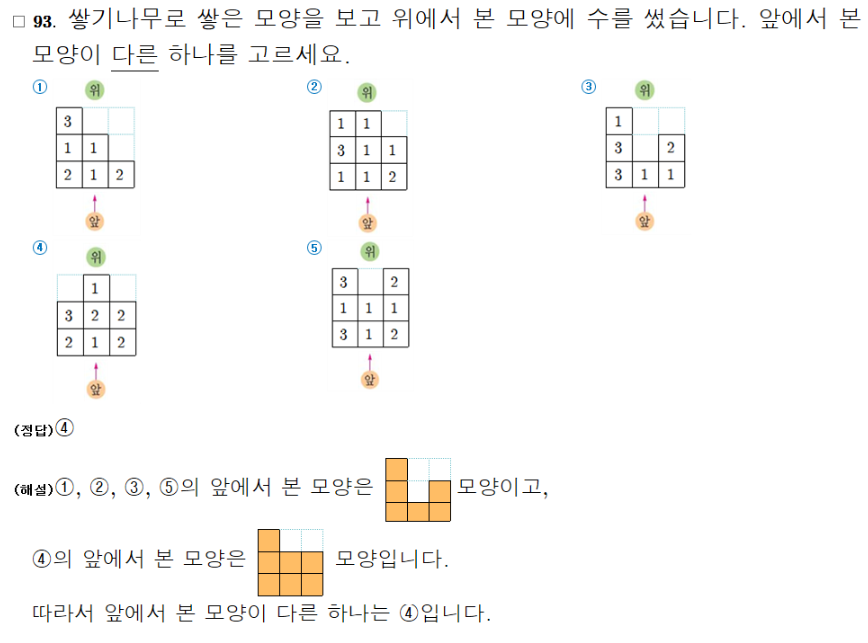 □ 93. 쌓기나무로 쌓은 모양을 보고 위에서 본 모양에 수를 썼습니다. 앞에서 본
모양이 다른 하나를 고르세요.
① 위
3
1 1
2 1 2
앞
② 위
1 1
3 1 1
1 1 2
앞
③ 위
1
3 2
3 1 1
앞
④ 위
1
3 2 2
2 1 2
앞
⑤ 위
3 2
1 1 1
3 1 2
앞
(정답)④
(해설)①, ②, ③, ⑤의 앞에서 본 모양은 모양이고,
④의 앞에서 본 모양은 모양입니다.
따라서 앞에서 본 모양이 다른 하나는 ④입니다.